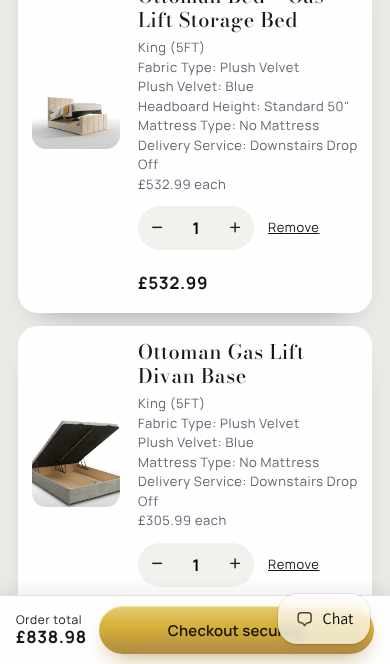 Ottoman Bed - Gas
Lift Storage Bed
King (5FT)
Fabric Type: Plush Velvet
Plush Velvet: Blue
Headboard Height: Standard 50"
Mattress Type: No Mattress
Delivery Service: Downstairs Drop
Off
£532.99 each
− 1 + Remove
£532.99
Ottoman Gas Lift
Divan Base
King (5FT)
Fabric Type: Plush Velvet
Plush Velvet: Blue
Mattress Type: No Mattress
Delivery Service: Downstairs Drop
Off
£305.99 each
− 1 + Remove
Order total
£838.98
Checkout
Chat